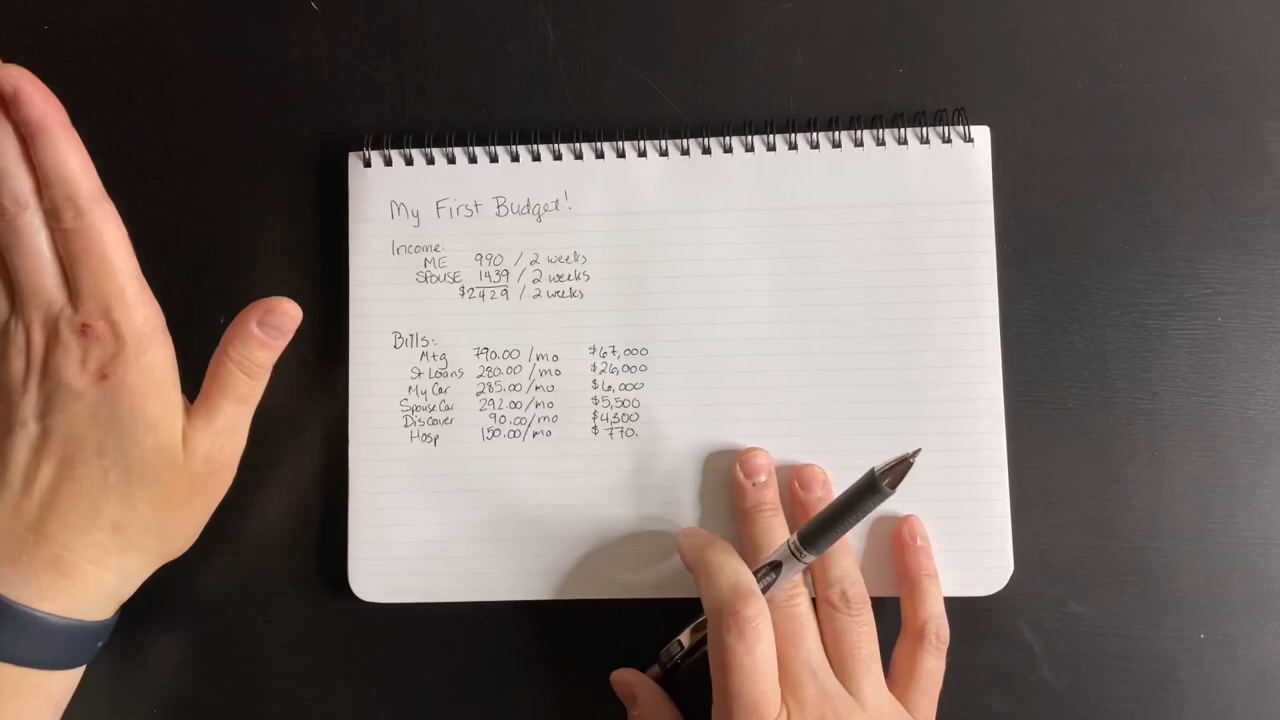 My First Budget!
Income:
ME 990 / 2 weeks
SPOUSE 1439 / 2 weeks
$2429 / 2 weeks
Bills:
Mtg 790.00 /mo $67,000
St Loans 280.00 /mo $26,000
My Car 285.00 /mo $6,000
Spouse Car 292.00 /mo $5,500
Discover 90.00 /mo $4,300
Hosp 150.00 /mo $ 770.